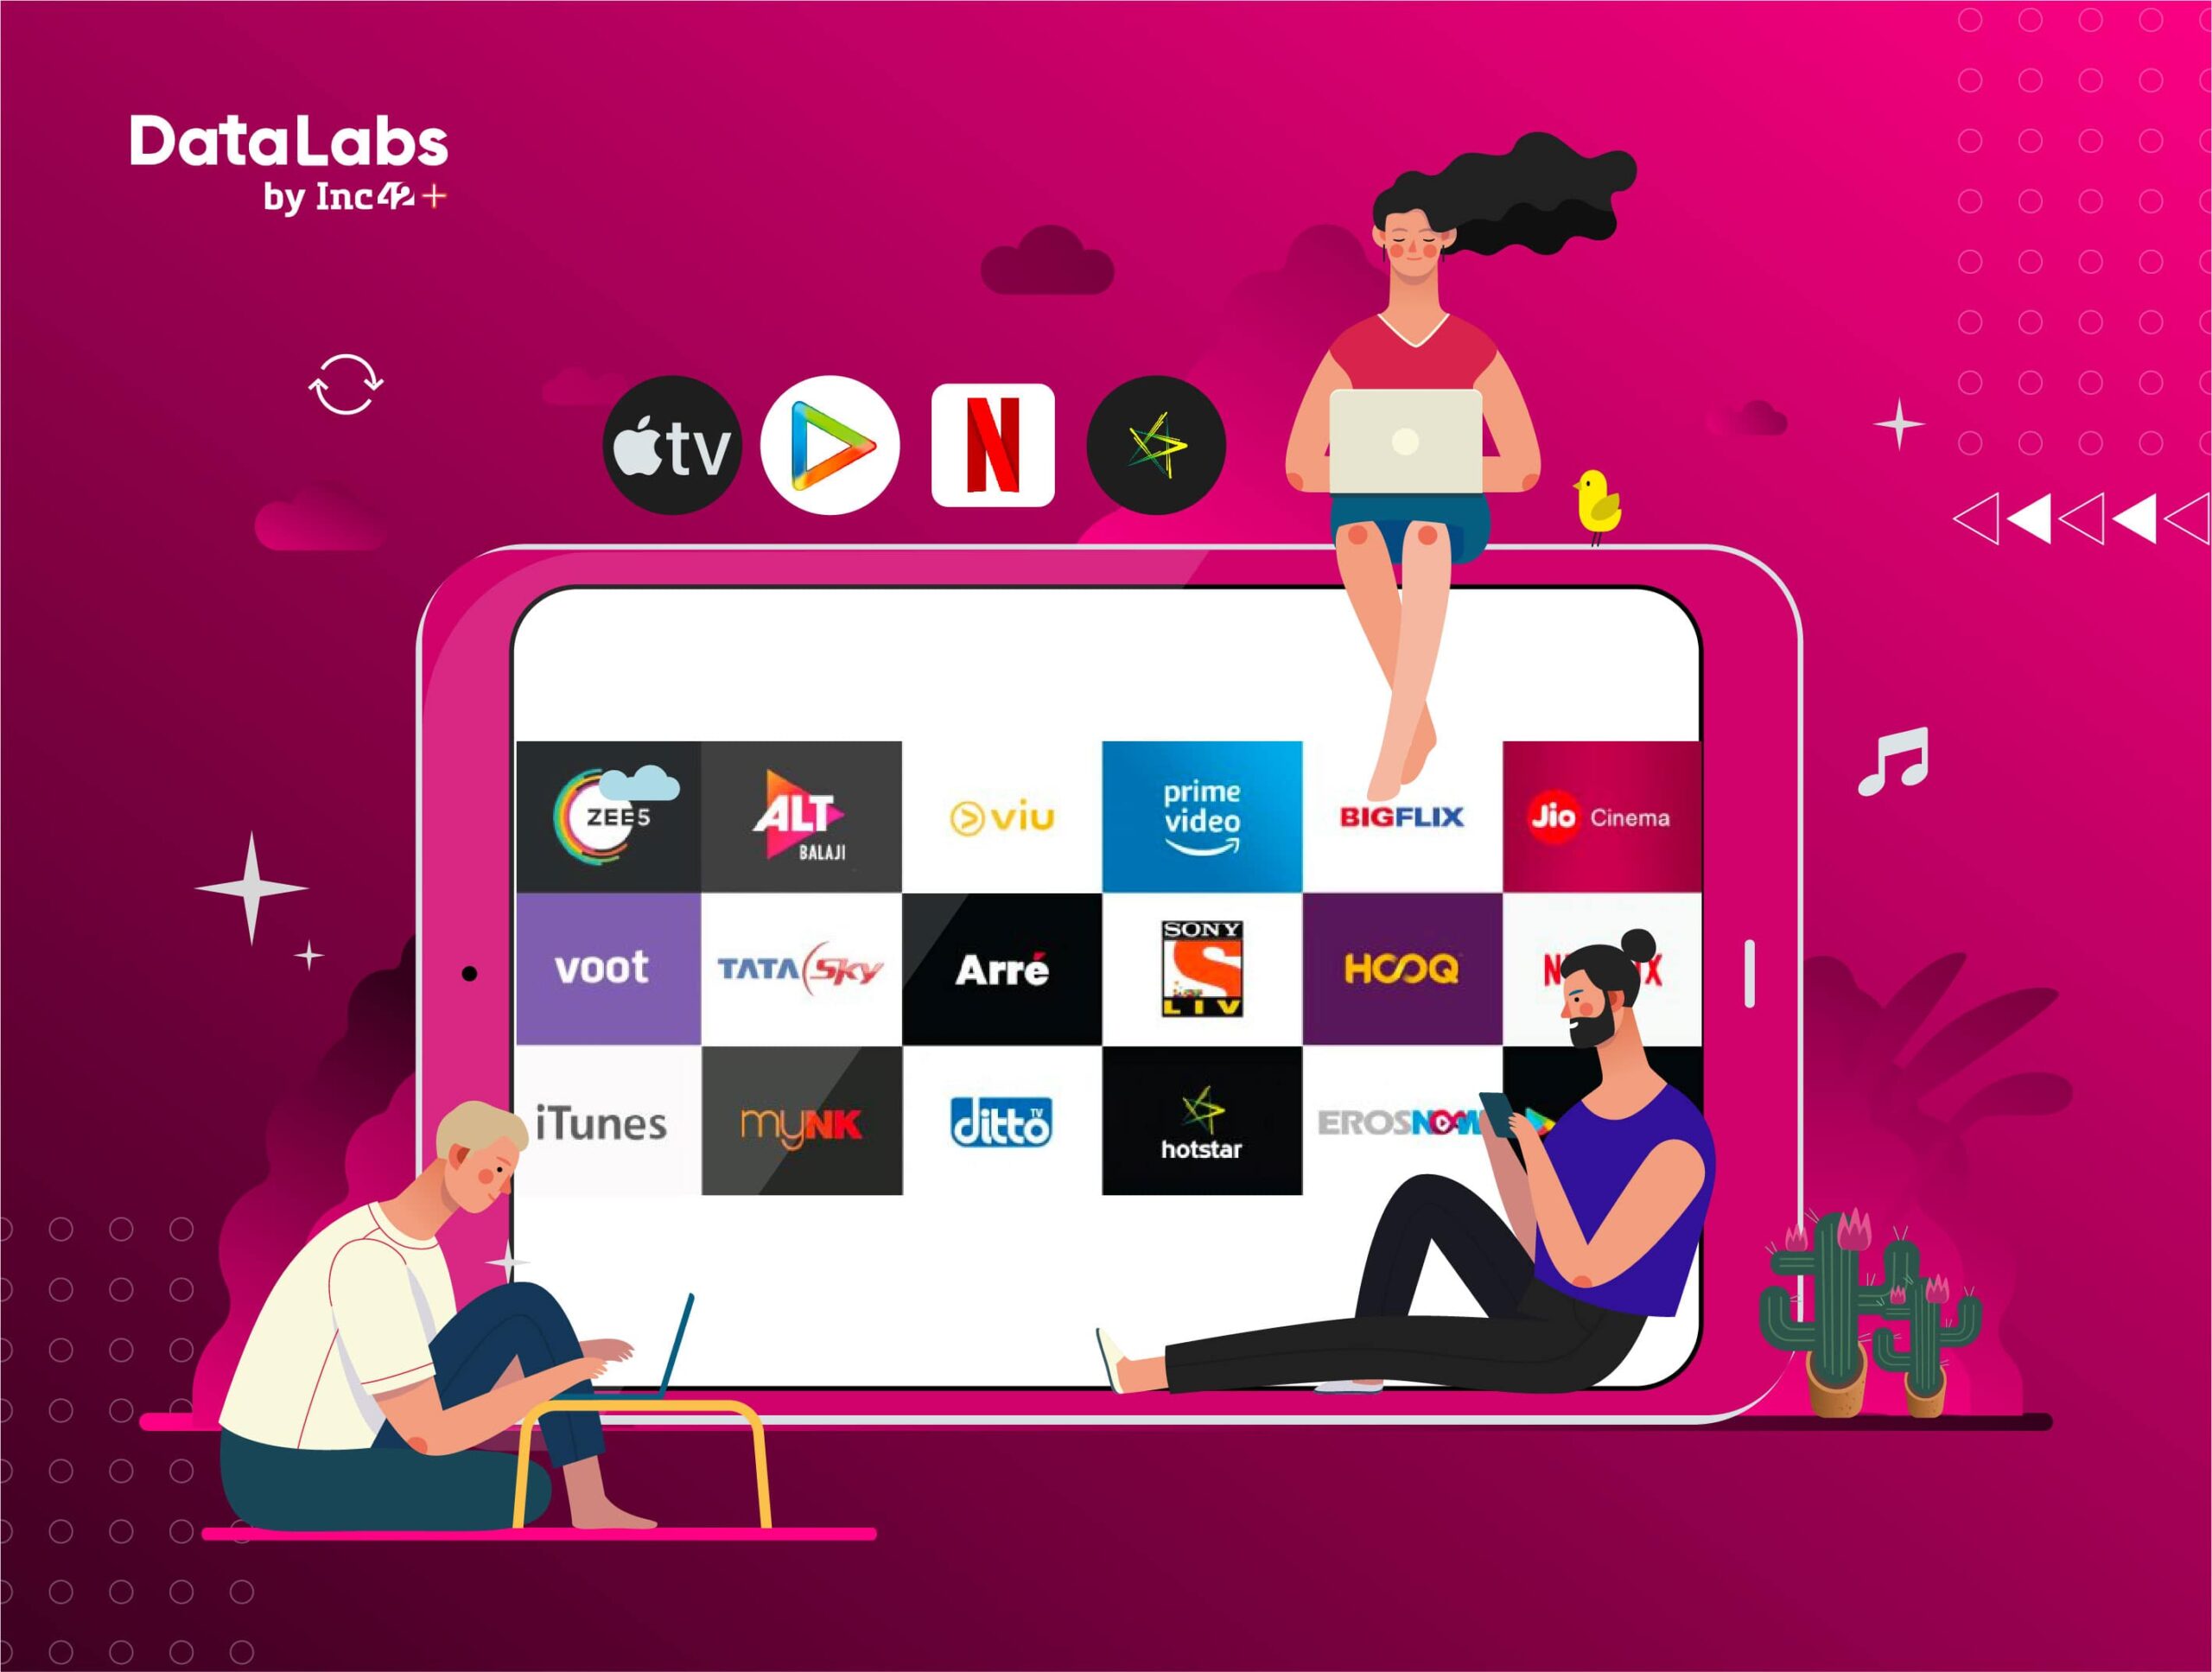 DataLabs
by Inc42+
tv
N
ZEE5
ALT
BALAJI
viu
prime
video
BIGFLIX
Jio Cinema
voot
TATA Sky
Arré
SONY
LIV
HOOQ
iTunes
myNK
ditto TV
hotstar
EROSNOW